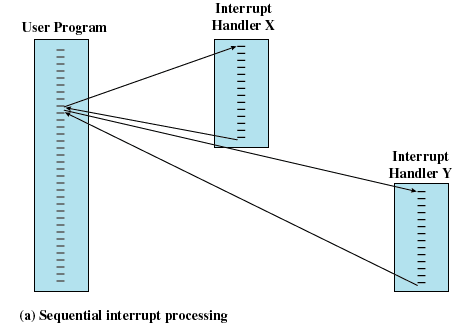 User Program
Interrupt
Handler X
Interrupt
Handler Y
(a) Sequential interrupt processing